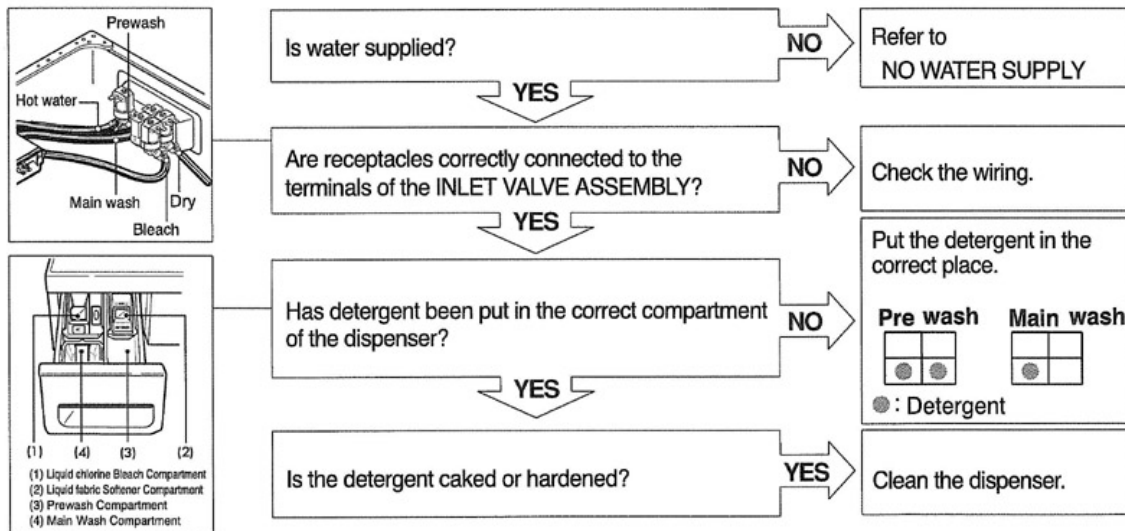 Prewash
Hot water
Main wash
Dry
Bleach
Is water supplied?
NO
Refer to
NO WATER SUPPLY
YES
Are receptacles correctly connected to the
terminals of the INLET VALVE ASSEMBLY?
NO
Check the wiring.
YES
(1) (4) (3) (2)
(1) Liquid chlorine Bleach Compartment
(2) Liquid fabric Softener Compartment
(3) Prewash Compartment
(4) Main Wash Compartment
Has detergent been put in the correct compartment
of the dispenser?
NO
Put the detergent in the
correct place.
Pre wash Main wash
: Detergent
YES
Is the detergent caked or hardened?
YES
Clean the dispenser.